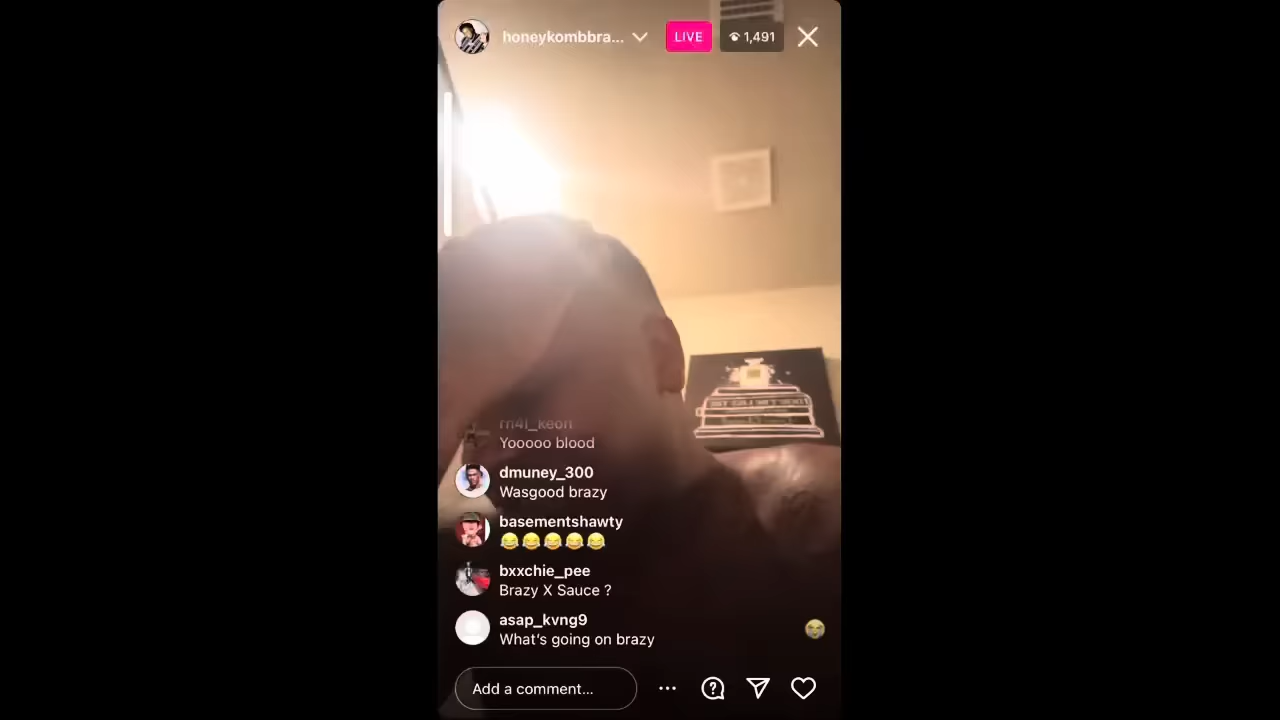 honeykombbra...
LIVE
1,491
rn4l_keon
Yooooo blood
dmuney_300
Wasgood brazy
basementshawty
😂😂😂😂😂
bxxchie_pee
Brazy X Sauce ?
asap_kvng9
What's going on brazy
Add a comment...